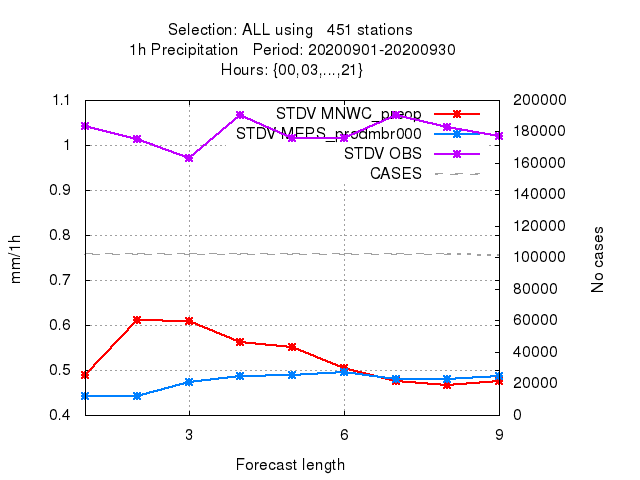 Selection: ALL using   451 stations
1h Precipitation   Period: 20200901-20200930
Hours: {00,03,...,21}
STDV MNWC_preop
STDV MEPS_prodmbr000
STDV OBS
CASES
1.1
1
0.9
0.8
0.7
0.6
0.5
0.4
200000
180000
160000
140000
120000
100000
80000
60000
40000
20000
0
mm/1h
No cases
3
6
9
Forecast length